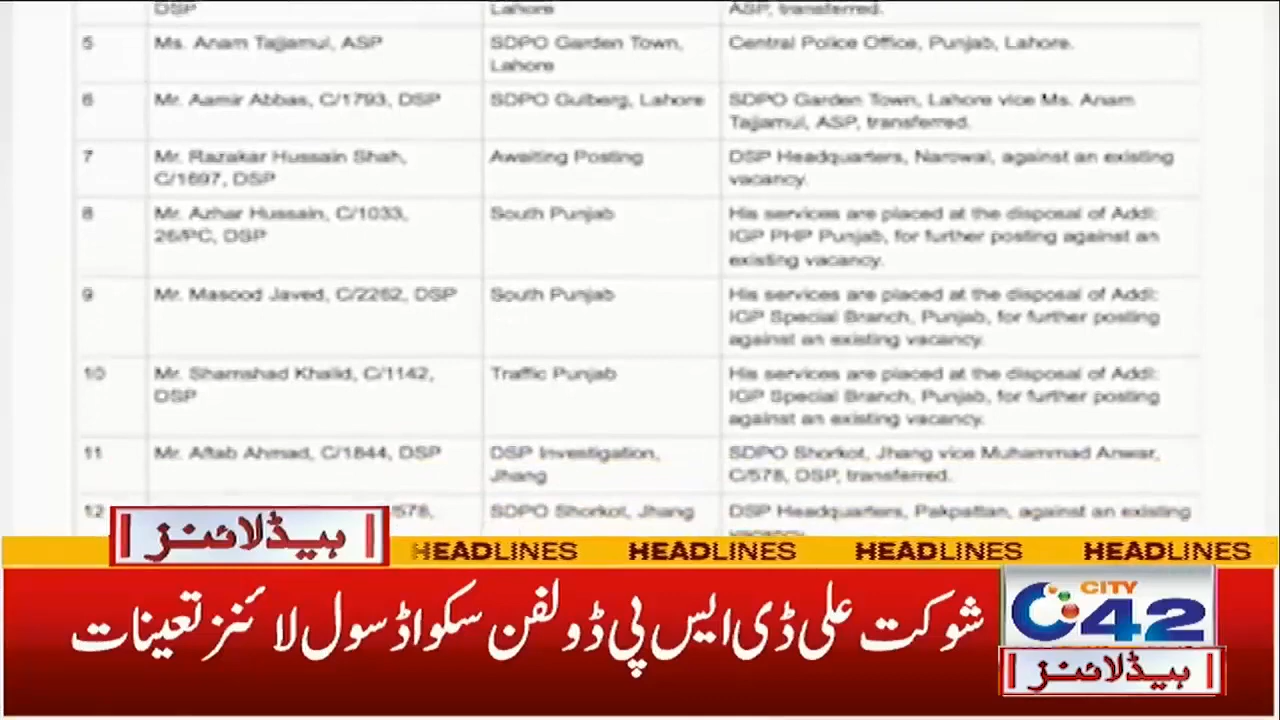 DSP Lahore ASP, transferred.
5 Ms. Anam Tajjamul, ASP SDPO Garden Town, Central Police Office, Punjab, Lahore.
Lahore
6 Mr. Aamir Abbas, C/1793, DSP SDPO Gulberg, Lahore SDPO Garden Town, Lahore vice Ms. Anam
Tajjamul, ASP, transferred.
7 Mr. Razakar Hussain Shah, Awaiting Posting DSP Headquarters, Narowal, against an existing
C/1697, DSP vacancy.
8 Mr. Azhar Hussain, C/1033, South Punjab His services are placed at the disposal of Addl:
26/PC, DSP IGP PHP Punjab, for further posting against an
existing vacancy.
9 Mr. Masood Javed, C/2262, DSP South Punjab His services are placed at the disposal of Addl:
IGP Special Branch, Punjab, for further posting
against an existing vacancy.
10 Mr. Shamshad Khalid, C/1142, Traffic Punjab His services are placed at the disposal of Addl:
DSP IGP Special Branch, Punjab, for further posting
against an existing vacancy.
11 Mr. Aftab Ahmad, C/1844, DSP DSP Investigation, SDPO Shorkot, Jhang vice Muhammad Anwar,
Jhang C/578, DSP, transferred.
12 /578, SDPO Shorkot, Jhang DSP Headquarters, Pakpattan, against an existing
vacancy.
ہیڈلائنز HEADLINES HEADLINES HEADLINES HEADLINES
شوکت علی ڈی ایس پی ڈولفن سکواڈ سول لائنز تعینات
CITY
42
ہیڈلائنز